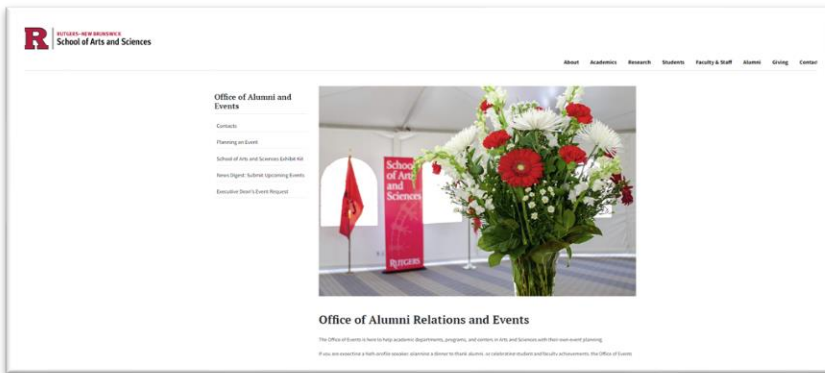 R
RUTGERS-NEW BRUNSWICK
School of Arts and Sciences
About Academics Research Students Faculty & Staff Alumni Giving Contac
Office of Alumni and
Events
Contacts
Planning an Event
School of Arts and Sciences Exhibit Kit
News Digest: Submit Upcoming Events
Executive Dean's Event Request
School
of Arts
and
Sciences
RUTGERS
Office of Alumni Relations and Events
The Office of Events is here to help academic departments, programs, and centers in Arts and Sciences with their own event planning.
If you are expecting a high-profile speaker, planning a dinner to thank alumni, or celebrating student and faculty achievements, the Office of Events